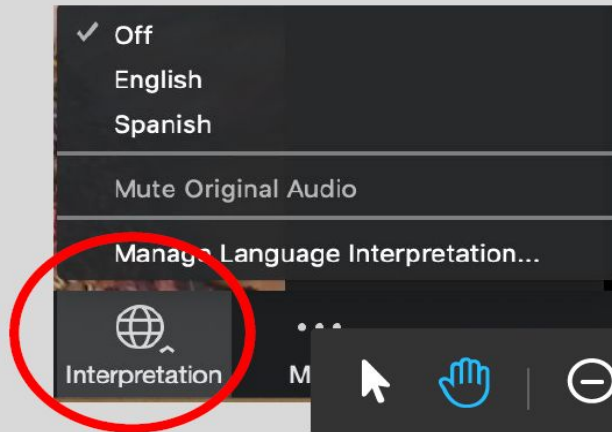 Off
English
Spanish
Mute Original Audio
Manage Language Interpretation...
Interpretation
M